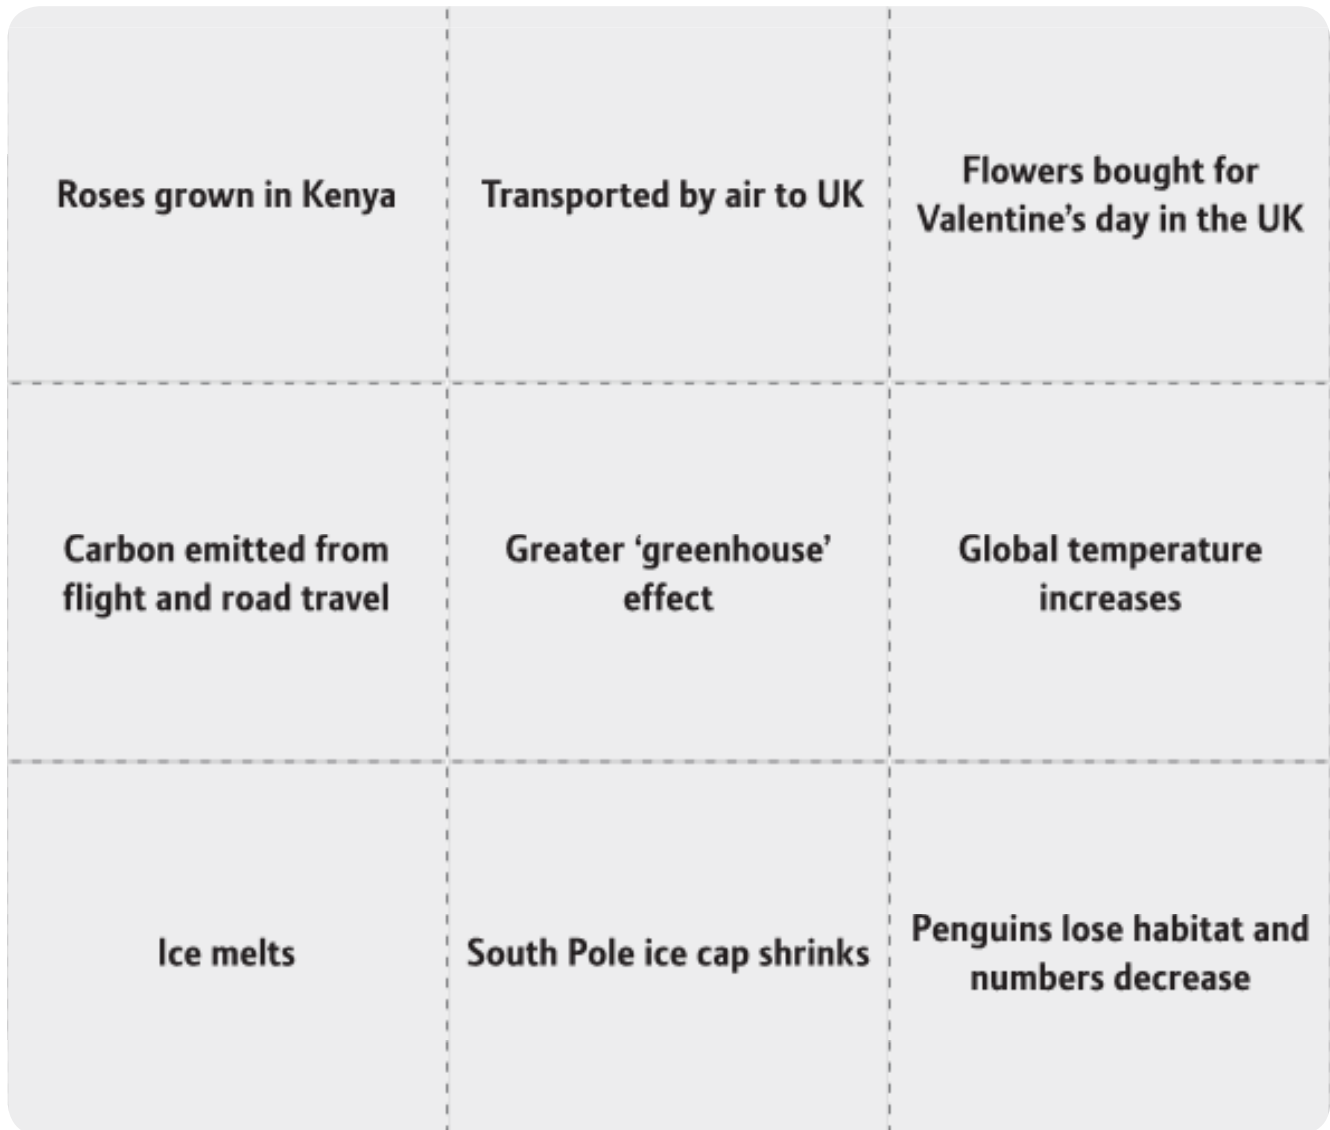 Roses grown in Kenya
Transported by air to UK
Flowers bought for
Valentine’s day in the UK
Carbon emitted from
flight and road travel
Greater ‘greenhouse’
effect
Global temperature
increases
Ice melts
South Pole ice cap shrinks
Penguins lose habitat and
numbers decrease